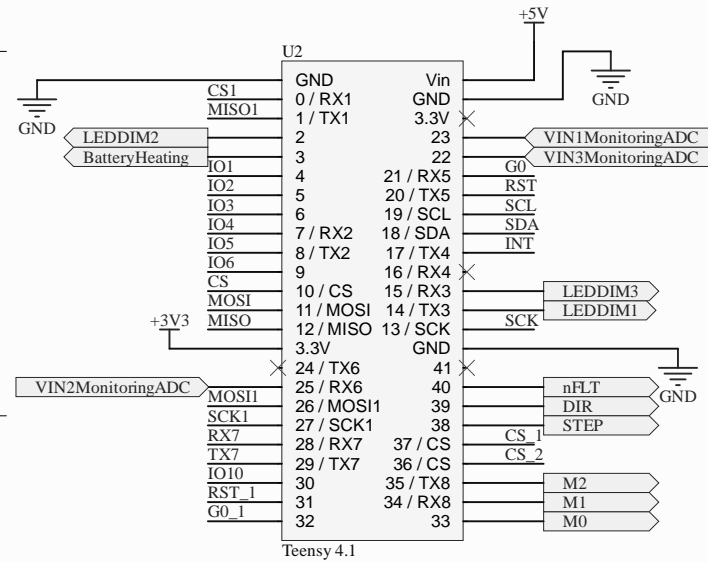 +5V
U2
GND Vin
CS1 0 / RX1 GND
GND GND
MISO1 1 / TX1 3.3V
LEDDIM2 2 23 VIN1MonitoringADC
BatteryHeating 3 22 VIN3MonitoringADC
IO1 4 21 / RX5 G0
IO2 5 20 / TX5 RST
IO3 6 19 / SCL SCL
IO4 7 / RX2 18 / SDA SDA
IO5 8 / TX2 17 / TX4 INT
IO6 9 16 / RX4
CS 10 / CS 15 / RX3 LEDDIM3
MOSI 11 / MOSI 14 / TX3 LEDDIM1
+3V3 MISO 12 / MISO 13 / SCK SCK
3.3V GND
24 / TX6 41
VIN2MonitoringADC 25 / RX6 40 nFLT
GND
MOSI1 26 / MOSI1 39 DIR
SCK1 27 / SCK1 38 STEP
RX7 28 / RX7 37 / CS CS_1
TX7 29 / TX7 36 / CS CS_2
IO10 30 35 / TX8 M2
RST_1 31 34 / RX8 M1
G0_1 32 33 M0
Teensy 4.1